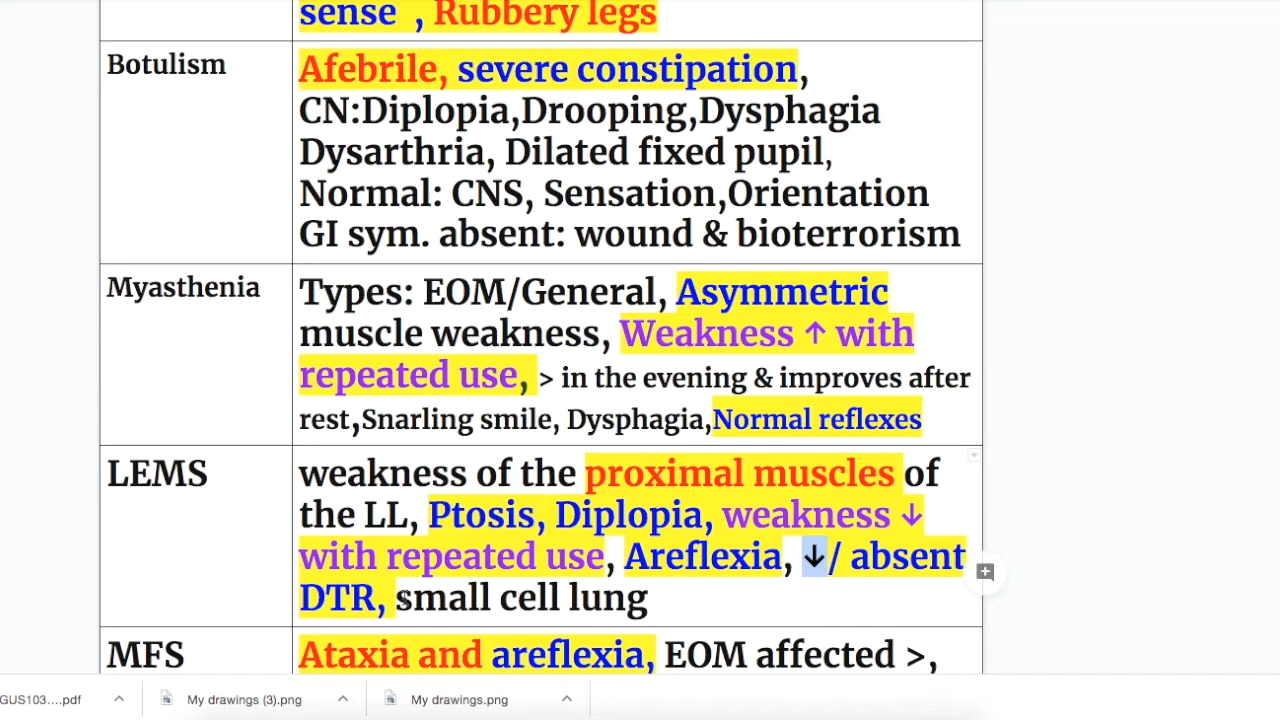 sense , Rubbery legs
Botulism
Afebrile, severe constipation,
CN:Diplopia,Drooping,Dysphagia
Dysarthria, Dilated fixed pupil,
Normal: CNS, Sensation,Orientation
GI sym. absent: wound & bioterrorism
Myasthenia
Types: EOM/General, Asymmetric
muscle weakness, Weakness ↑ with
repeated use, > in the evening & improves after
rest,Snarling smile, Dysphagia,Normal reflexes
LEMS
weakness of the proximal muscles of
the LL, Ptosis, Diplopia, weakness ↓
with repeated use, Areflexia, ↓/ absent
DTR, small cell lung
MFS
Ataxia and areflexia, EOM affected >,
GUS103....pdf
My drawings (3).png
My drawings.png